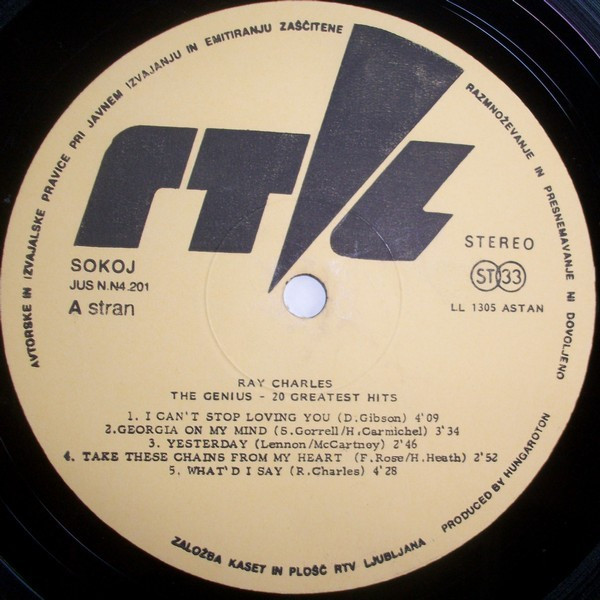 AVTORSKE IN IZVAJALSKE PRAVICE PRI JAVNEM IZVAJANJU IN EMITIRANJU ZAŠČITENE
RAZMNOŽEVANJE IN PRESNEMAVANJE NI DOVOLJENO
RTVL
SOKOJ
JUS N.N4.201
A stran
STEREO
ST 33
LL 1305 ASTAN
RAY CHARLES
THE GENIUS - 20 GREATEST HITS
1. I CAN'T STOP LOVING YOU (D.Gibson) 4'09
2.GEORGIA ON MY MIND (S.Gorrell/H.Carmichel) 3'34
3. YESTERDAY (Lennon/McCartney) 2'46
4. TAKE THESE CHAINS FROM MY HEART (F.Rose/H.Heath) 2'52
5. WHAT'D I SAY (R.Charles) 4'28
ZALOŽBA KASET IN PLOŠČ RTV LJUBLJANA
PRODUCED BY HUNGAROTON